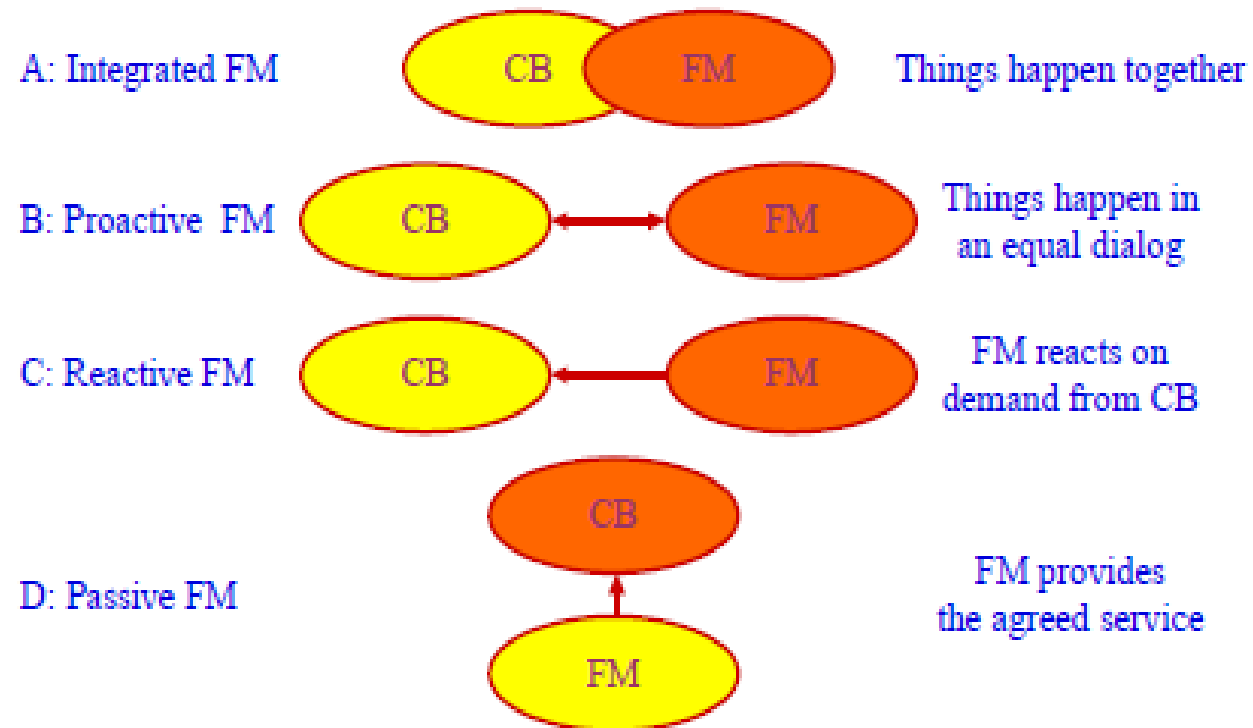 A: Integrated FM
CB
FM
Things happen together
B: Proactive FM
CB
FM
Things happen in
an equal dialog
C: Reactive FM
CB
FM
FM reacts on
demand from CB
D: Passive FM
CB
FM
FM provides
the agreed service